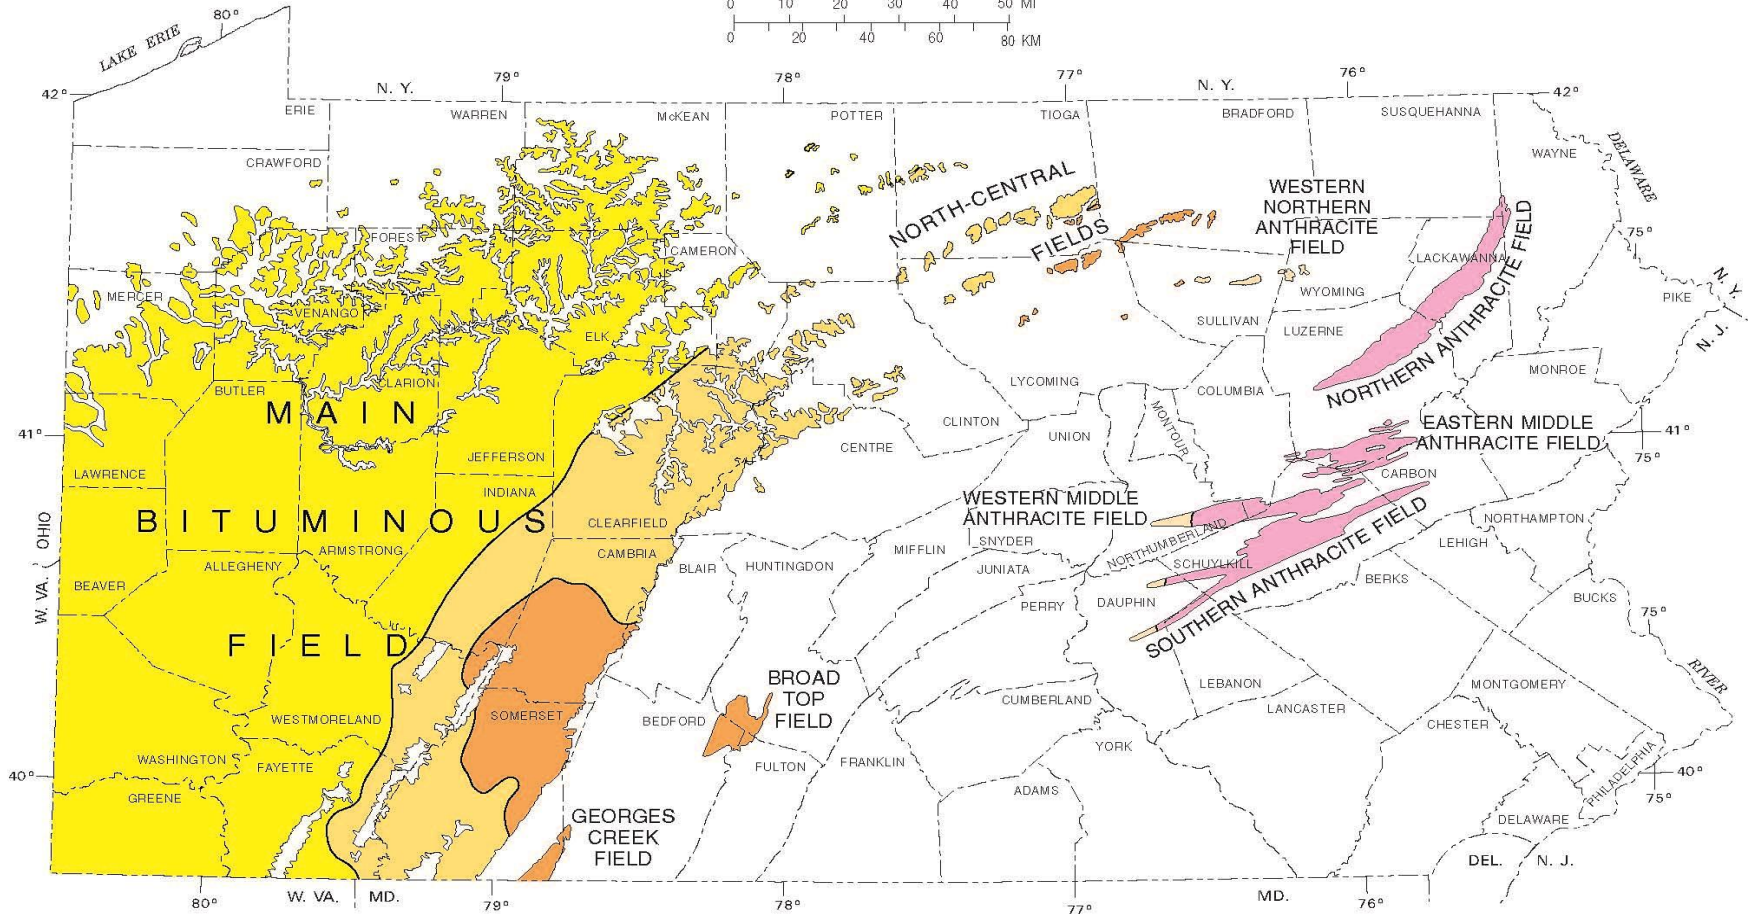 0 10 20 30 40 50 MI
0 20 40 60 80 KM
LAKE ERIE
80°
79°
78°
77°
76°
42°
N. Y.
N. Y.
42°
ERIE
WARREN
McKEAN
POTTER
TIOGA
BRADFORD
SUSQUEHANNA
WAYNE
DELAWARE
CRAWFORD
NORTH-CENTRAL
FIELDS
WESTERN
NORTHERN
ANTHRACITE
FIELD
FOREST
CAMERON
LACKAWANNA
NORTHERN ANTHRACITE FIELD
75°
N. Y.
N. J.
PIKE
MERCER
VENANGO
ELK
WYOMING
SULLIVAN
LUZERNE
BUTLER
CLARION
LYCOMING
COLUMBIA
MONROE
MAIN
CLINTON
MONTOUR
UNION
EASTERN MIDDLE
ANTHRACITE FIELD
41°
41°
75°
CENTRE
LAWRENCE
JEFFERSON
CARBON
INDIANA
WESTERN MIDDLE
ANTHRACITE FIELD
BITUMINOUS
CLEARFIELD
NORTHUMBERLAND
NORTHAMPTON
OHIO
W. VA.
ARMSTRONG
CAMBRIA
MIFFLIN
SNYDER
LEHIGH
ALLEGHENY
BLAIR
HUNTINGDON
JUNIATA
SCHUYLKILL
BEAVER
BERKS
PERRY
DAUPHIN
BUCKS
75°
SOUTHERN ANTHRACITE FIELD
FIELD
BROAD
TOP
FIELD
LEBANON
MONTGOMERY
RIVER
CUMBERLAND
LANCASTER
WESTMORELAND
SOMERSET
BEDFORD
CHESTER
YORK
WASHINGTON
FAYETTE
FULTON
FRANKLIN
PHILADELPHIA
40°
40°
75°
GREENE
ADAMS
GEORGES
CREEK
FIELD
DELAWARE
DEL.
N. J.
80°
W. VA.
MD.
79°
78°
77°
MD.
76°